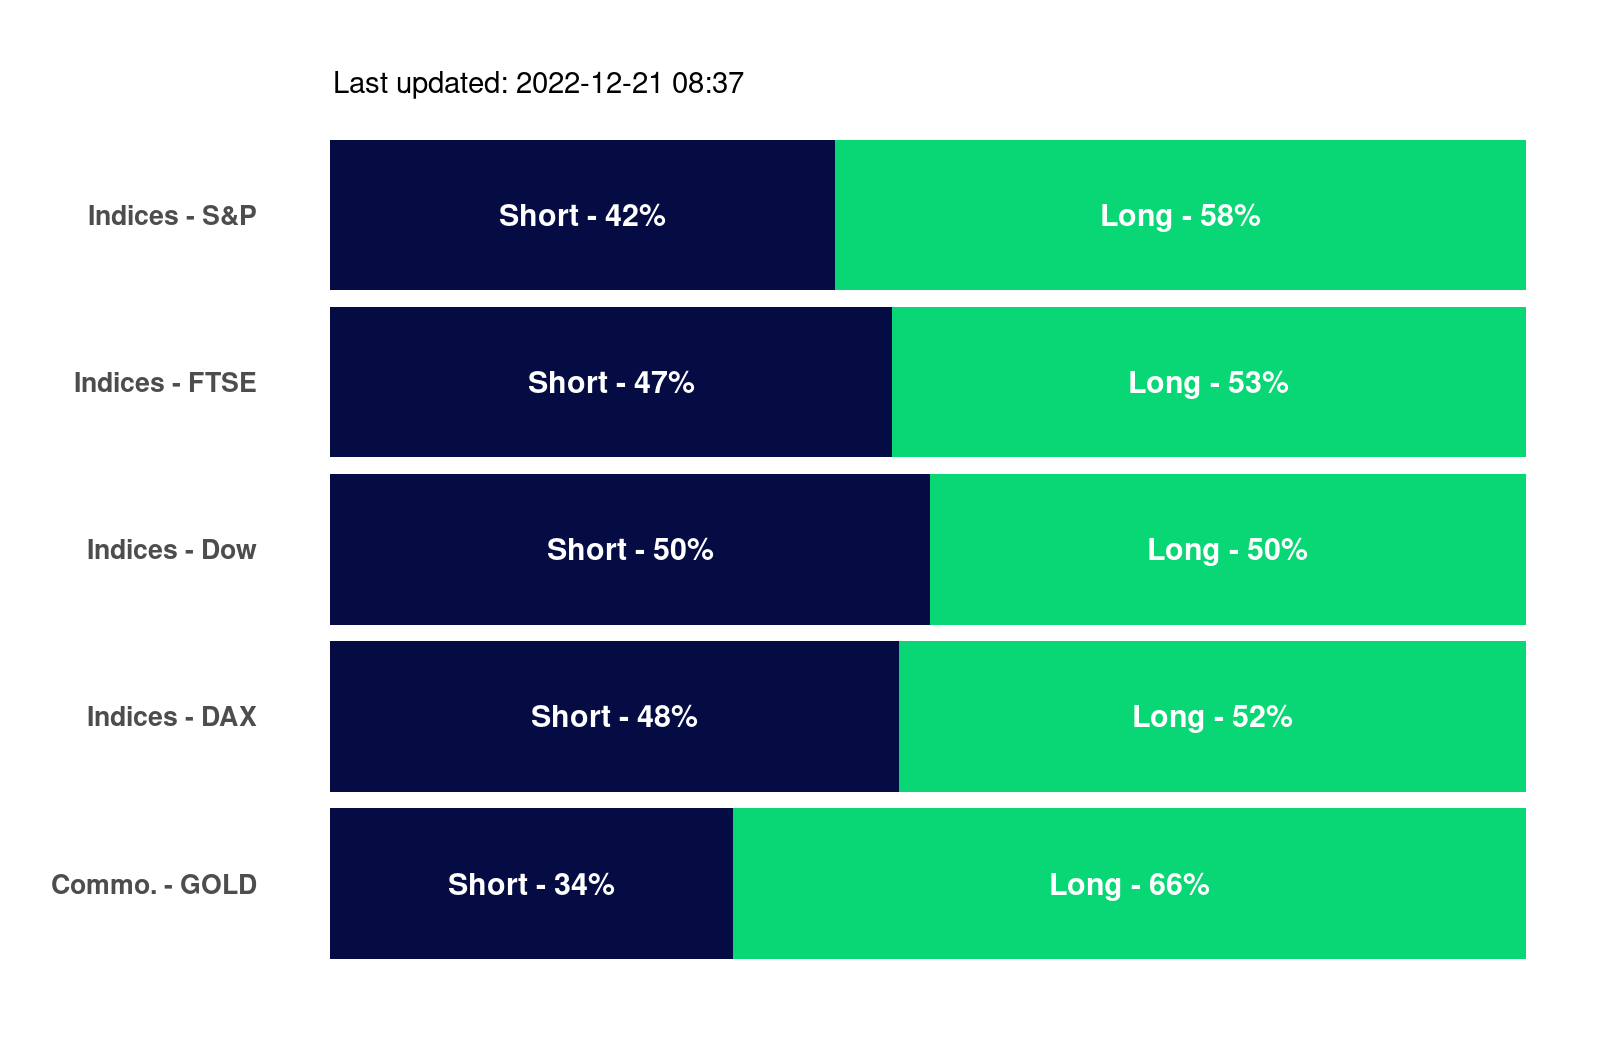 Last updated: 2022-12-21 08:37
Indices - S&P Short - 42% Long - 58%
Indices - FTSE Short - 47% Long - 53%
Indices - Dow Short - 50% Long - 50%
Indices - DAX Short - 48% Long - 52%
Commo. - GOLD Short - 34% Long - 66%